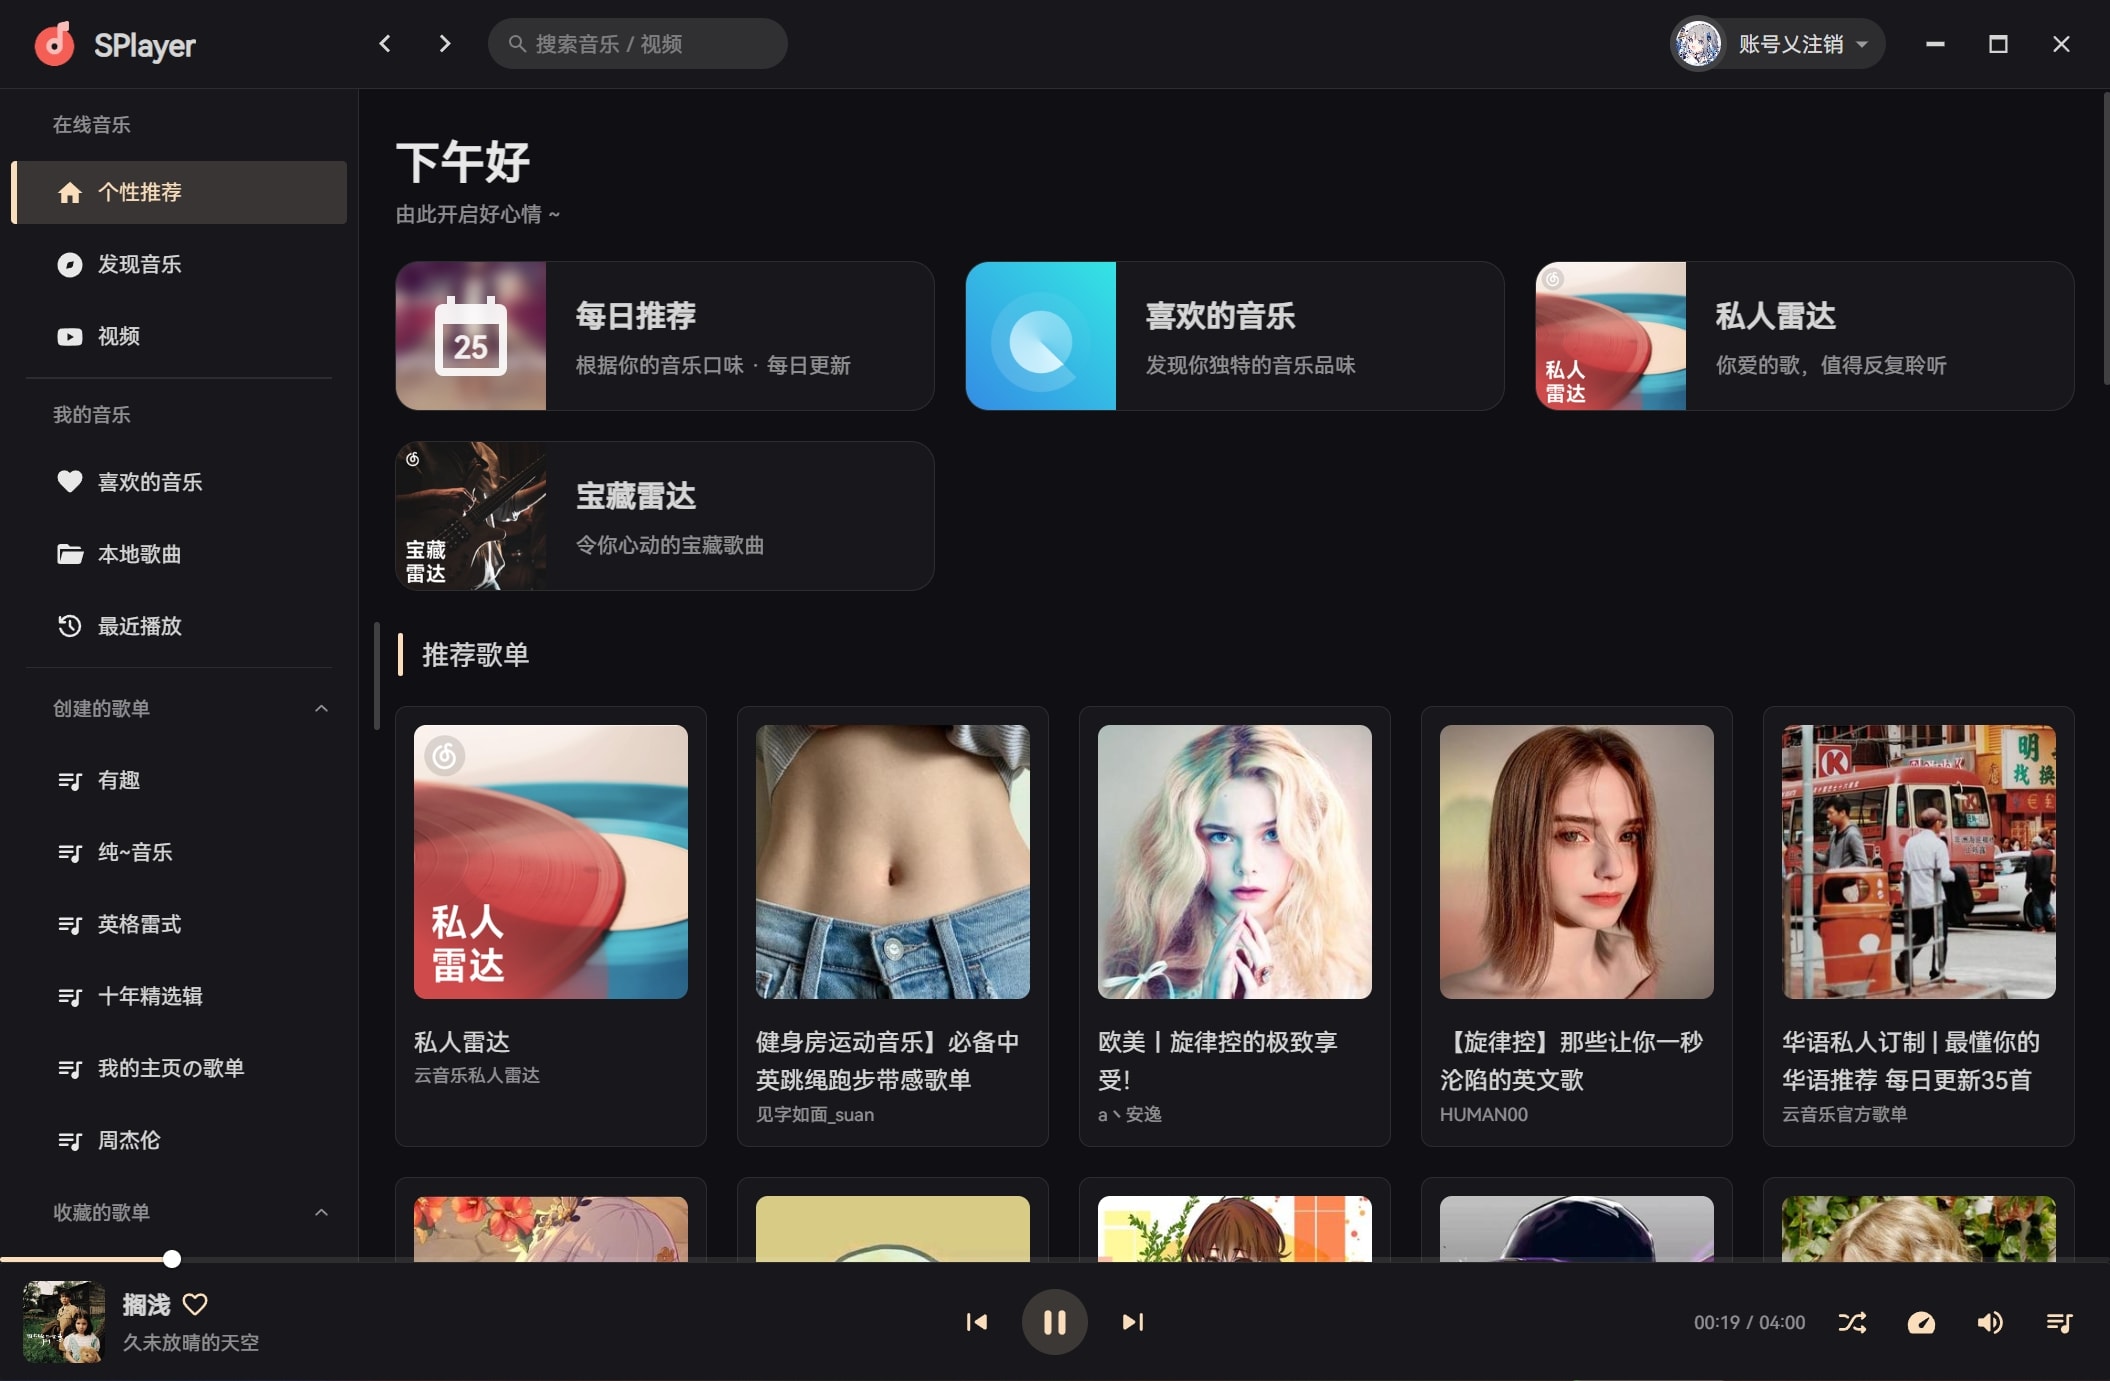 SPlayer
搜索音乐 / 视频
账号乂注销
在线音乐
个性推荐
发现音乐
视频
我的音乐
喜欢的音乐
本地歌曲
最近播放
创建的歌单
有趣
纯~音乐
英格雷式
十年精选辑
我的主页の歌单
周杰伦
收藏的歌单
下午好
由此开启好心情 ~
25
每日推荐
根据你的音乐口味 · 每日更新
喜欢的音乐
发现你独特的音乐品味
私人
雷达
私人雷达
你爱的歌，值得反复聆听
宝藏
雷达
宝藏雷达
令你心动的宝藏歌曲
推荐歌单
私人
雷达
私人雷达
云音乐私人雷达
健身房运动音乐】必备中
英跳绳跑步带感歌单
见字如面_suan
欧美丨旋律控的极致享
受！
a丶安逸
【旋律控】那些让你一秒
沦陷的英文歌
HUMAN00
K
明
找换
华语私人订制 | 最懂你的
华语推荐 每日更新35首
云音乐官方歌单
搁浅
久未放晴的天空
00:19 / 04:00